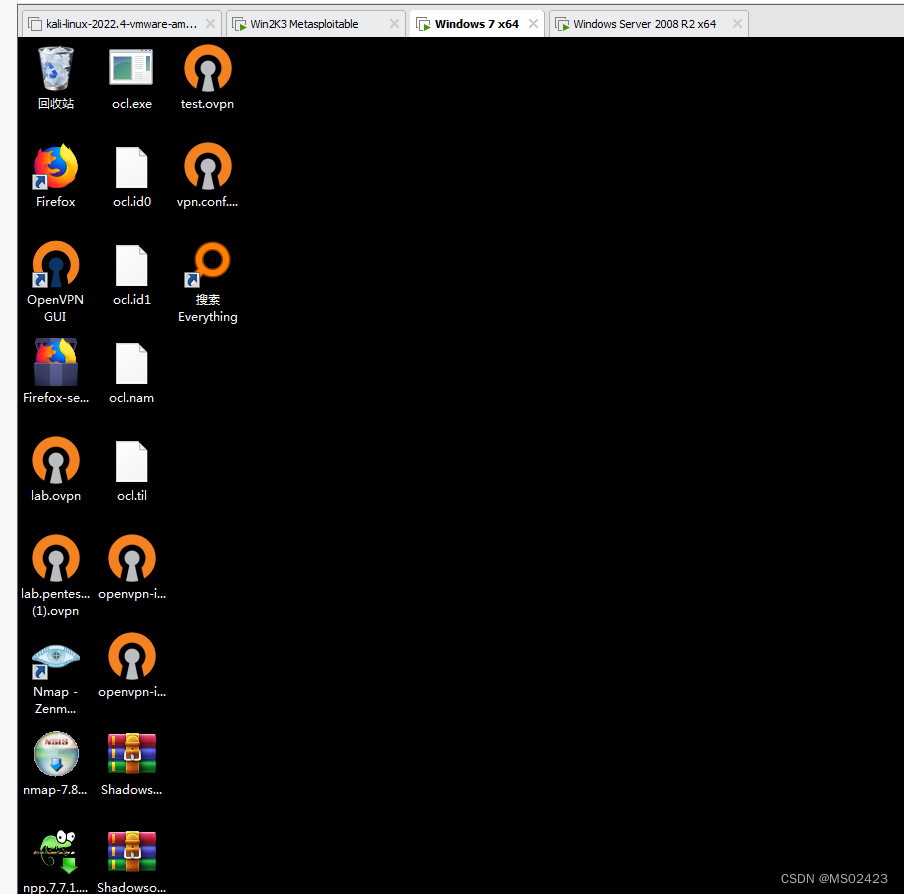 kali-linux-2022.4-vmware-am...
Win2K3 Metasploitable
Windows 7 x64
Windows Server 2008 R2 x64
回收站
ocl.exe
test.ovpn
Firefox
ocl.id0
vpn.conf....
OpenVPN
GUI
ocl.id1
搜索
Everything
Firefox-se...
ocl.nam
lab.ovpn
ocl.til
lab.pentes...
(1).ovpn
openvpn-i...
Nmap -
Zenm...
openvpn-i...
NSIS
nmap-7.8...
Shadows...
npp.7.7.1....
Shadowso...
CSDN @MS02423